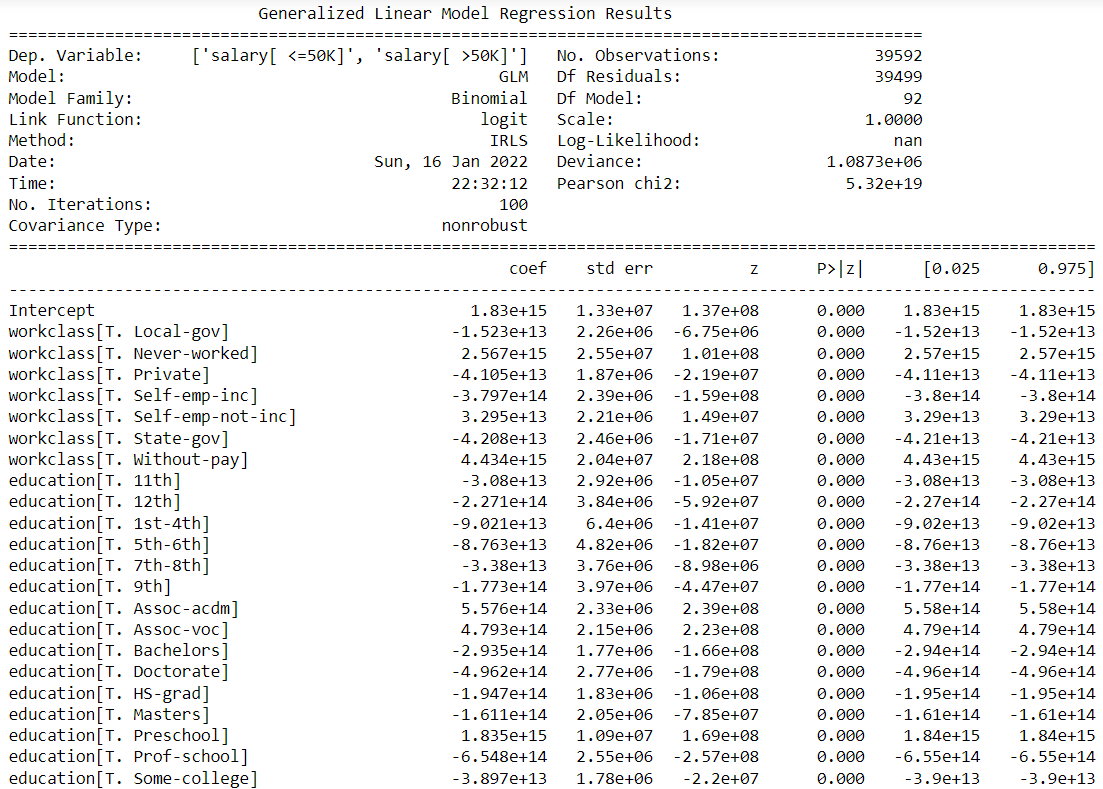 Generalized Linear Model Regression Results
==============================================================================================
Dep. Variable: ['salary[ <=50K]', 'salary[ >50K]'] No. Observations: 39592
Model: GLM Df Residuals: 39499
Model Family: Binomial Df Model: 92
Link Function: logit Scale: 1.0000
Method: IRLS Log-Likelihood: nan
Date: Sun, 16 Jan 2022 Deviance: 1.0873e+06
Time: 22:32:12 Pearson chi2: 5.32e+19
No. Iterations: 100
Covariance Type: nonrobust
================================================================================================================
coef std err z P>|z| [0.025 0.975]
----------------------------------------------------------------------------------------------------------------
Intercept 1.83e+15 1.33e+07 1.37e+08 0.000 1.83e+15 1.83e+15
workclass[T. Local-gov] -1.523e+13 2.26e+06 -6.75e+06 0.000 -1.52e+13 -1.52e+13
workclass[T. Never-worked] 2.567e+15 2.55e+07 1.01e+08 0.000 2.57e+15 2.57e+15
workclass[T. Private] -4.105e+13 1.87e+06 -2.19e+07 0.000 -4.11e+13 -4.11e+13
workclass[T. Self-emp-inc] -3.797e+14 2.39e+06 -1.59e+08 0.000 -3.8e+14 -3.8e+14
workclass[T. Self-emp-not-inc] 3.295e+13 2.21e+06 1.49e+07 0.000 3.29e+13 3.29e+13
workclass[T. State-gov] -4.208e+13 2.46e+06 -1.71e+07 0.000 -4.21e+13 -4.21e+13
workclass[T. Without-pay] 4.434e+15 2.04e+07 2.18e+08 0.000 4.43e+15 4.43e+15
education[T. 11th] -3.08e+13 2.92e+06 -1.05e+07 0.000 -3.08e+13 -3.08e+13
education[T. 12th] -2.271e+14 3.84e+06 -5.92e+07 0.000 -2.27e+14 -2.27e+14
education[T. 1st-4th] -9.021e+13 6.4e+06 -1.41e+07 0.000 -9.02e+13 -9.02e+13
education[T. 5th-6th] -8.763e+13 4.82e+06 -1.82e+07 0.000 -8.76e+13 -8.76e+13
education[T. 7th-8th] -3.38e+13 3.76e+06 -8.98e+06 0.000 -3.38e+13 -3.38e+13
education[T. 9th] -1.773e+14 3.97e+06 -4.47e+07 0.000 -1.77e+14 -1.77e+14
education[T. Assoc-acdm] 5.576e+14 2.33e+06 2.39e+08 0.000 5.58e+14 5.58e+14
education[T. Assoc-voc] 4.793e+14 2.15e+06 2.23e+08 0.000 4.79e+14 4.79e+14
education[T. Bachelors] -2.935e+14 1.77e+06 -1.66e+08 0.000 -2.94e+14 -2.94e+14
education[T. Doctorate] -4.962e+14 2.77e+06 -1.79e+08 0.000 -4.96e+14 -4.96e+14
education[T. HS-grad] -1.947e+14 1.83e+06 -1.06e+08 0.000 -1.95e+14 -1.95e+14
education[T. Masters] -1.611e+14 2.05e+06 -7.85e+07 0.000 -1.61e+14 -1.61e+14
education[T. Preschool] 1.835e+15 1.09e+07 1.69e+08 0.000 1.84e+15 1.84e+15
education[T. Prof-school] -6.548e+14 2.55e+06 -2.57e+08 0.000 -6.55e+14 -6.55e+14
education[T. Some-college] -3.897e+13 1.78e+06 -2.2e+07 0.000 -3.9e+13 -3.9e+13